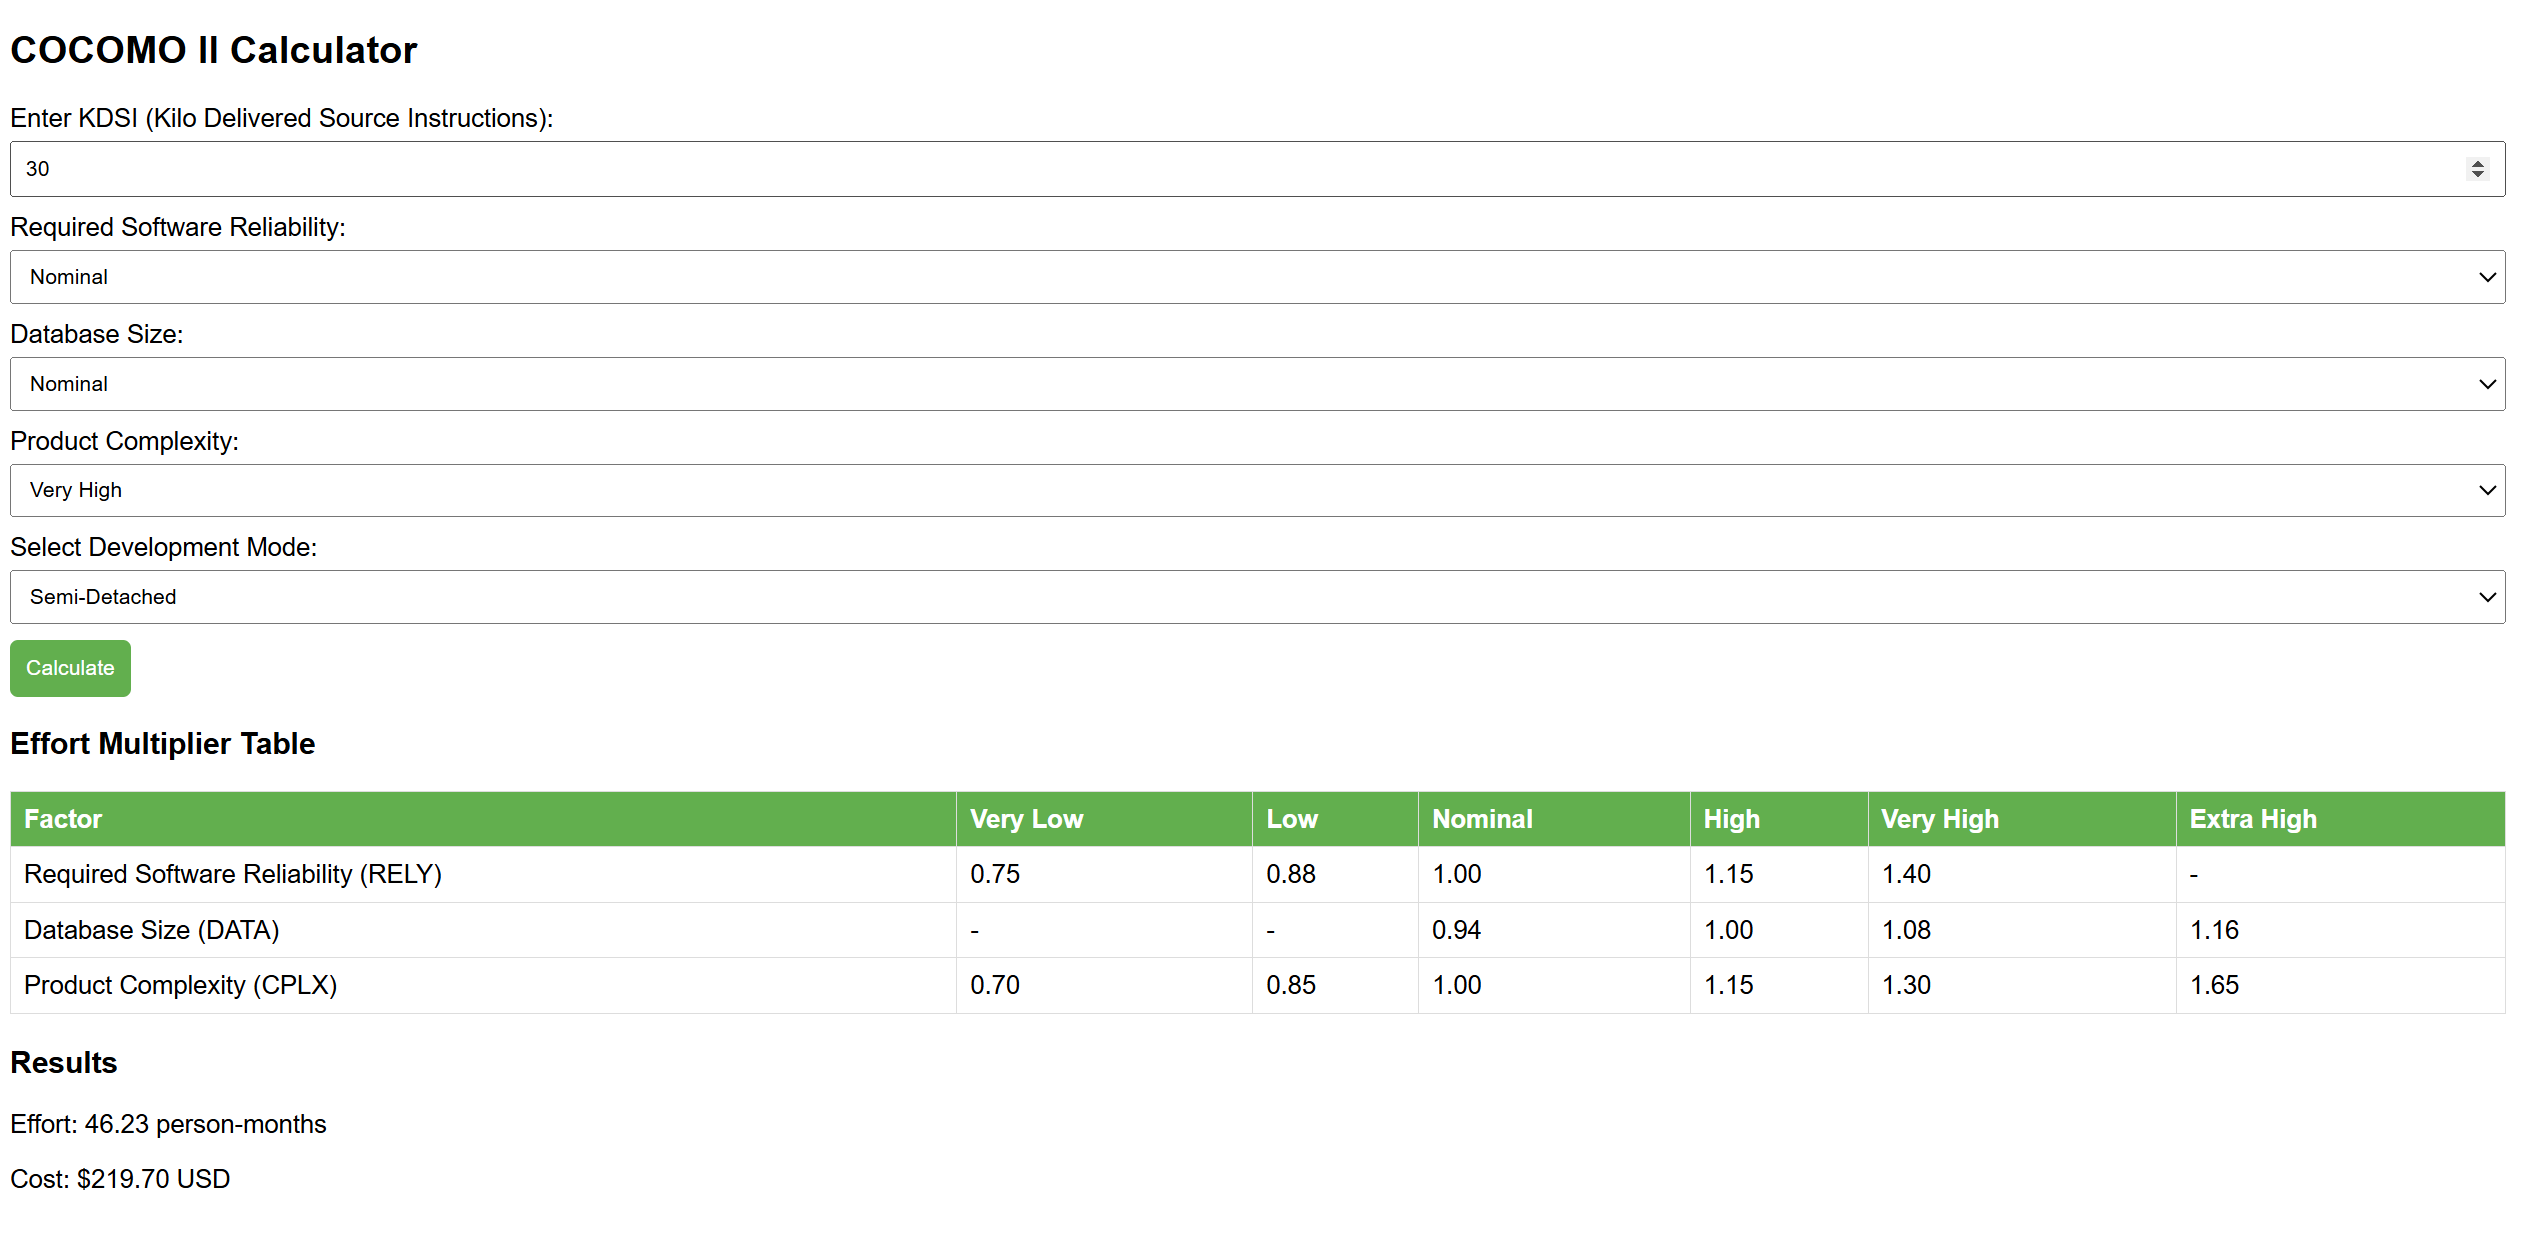 COCOMO II Calculator
Enter KDSI (Kilo Delivered Source Instructions):
30
Required Software Reliability:
Nominal
Database Size:
Nominal
Product Complexity:
Very High
Select Development Mode:
Semi-Detached
Calculate
Effort Multiplier Table
Factor Very Low Low Nominal High Very High Extra High
Required Software Reliability (RELY) 0.75 0.88 1.00 1.15 1.40 -
Database Size (DATA) - - 0.94 1.00 1.08 1.16
Product Complexity (CPLX) 0.70 0.85 1.00 1.15 1.30 1.65
Results
Effort: 46.23 person-months
Cost: $219.70 USD